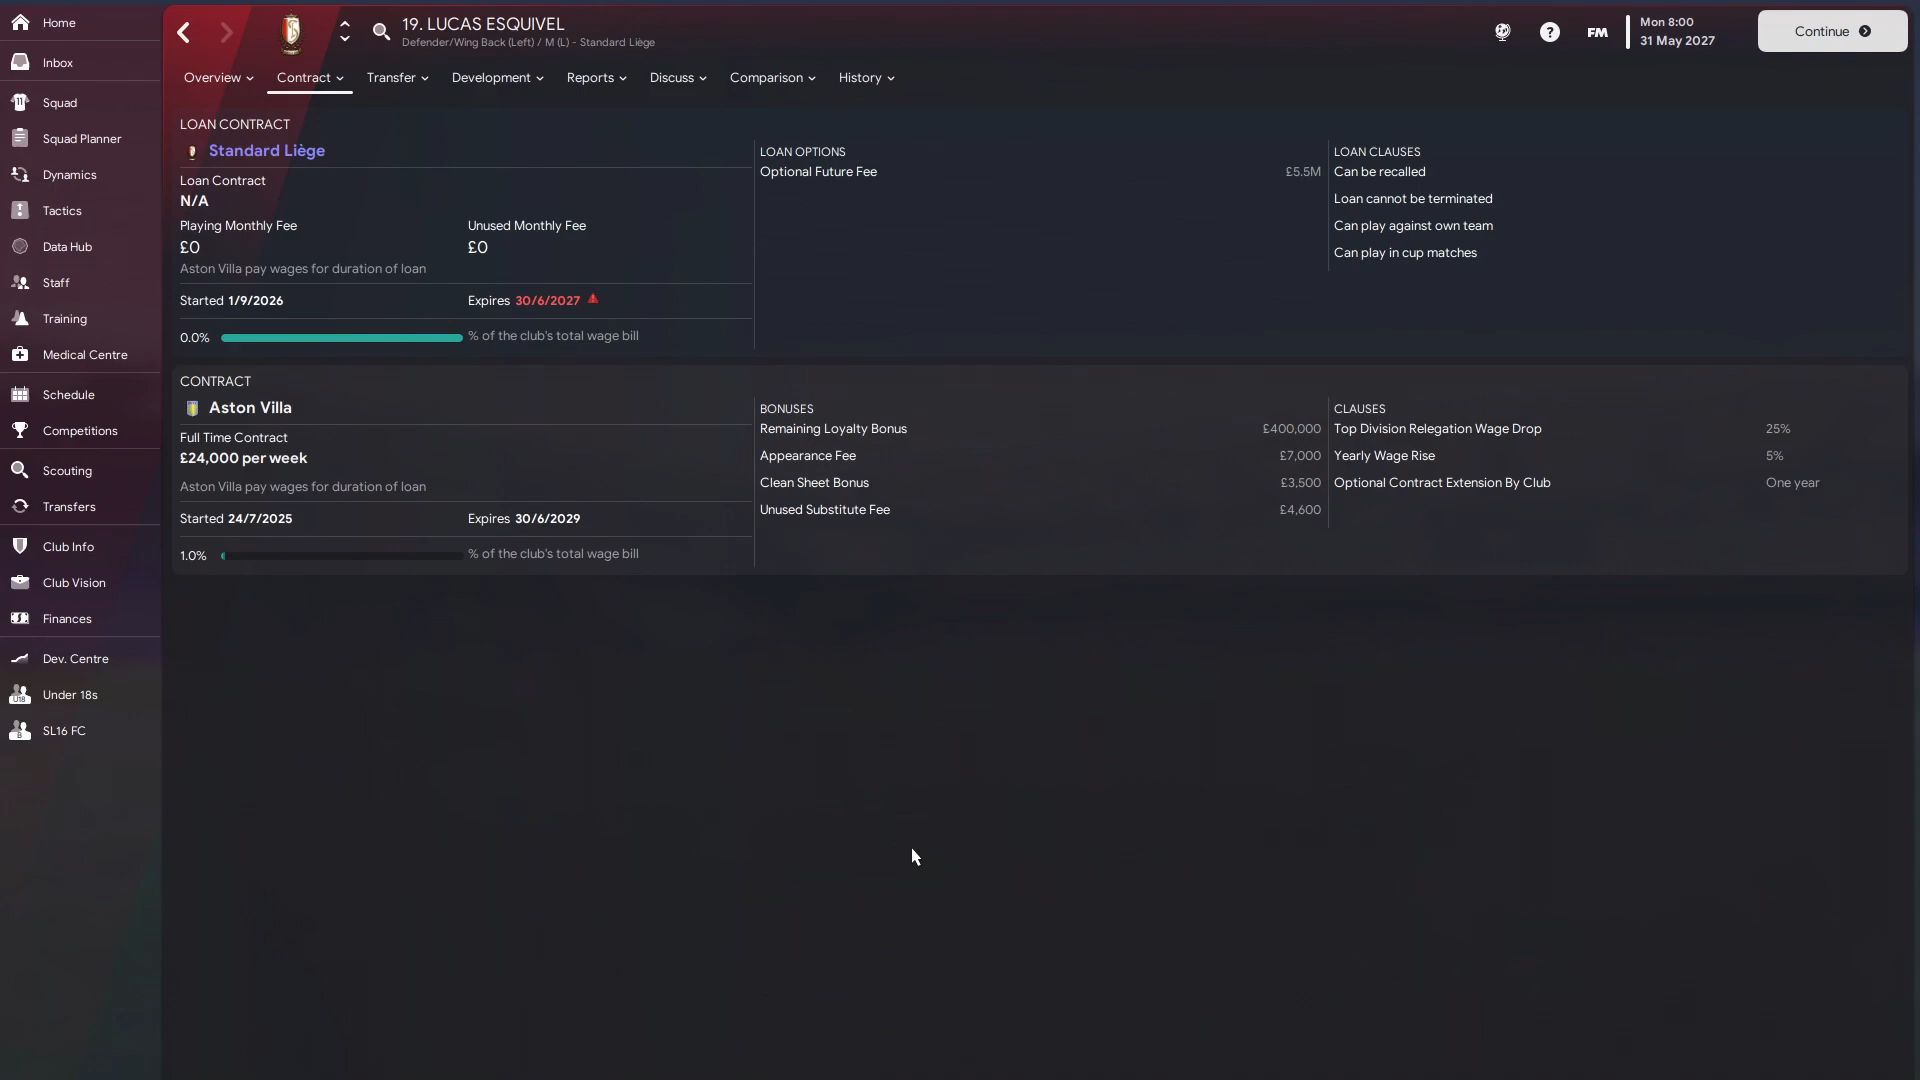 Home
Inbox
Squad
Squad Planner
Dynamics
Tactics
Data Hub
Staff
Training
Medical Centre
Schedule
Competitions
Scouting
Transfers
Club Info
Club Vision
Finances
Dev. Centre
Under 18s
SL16 FC
19. LUCAS ESQUIVEL
Defender/Wing Back (Left) / M (L) - Standard Liège
FM
Mon 8:00
31 May 2027
Continue
Overview Contract Transfer Development Reports Discuss Comparison History
LOAN CONTRACT
Standard Liège
Loan Contract
N/A
Playing Monthly Fee Unused Monthly Fee
£0 £0
Aston Villa pay wages for duration of loan
Started 1/9/2026 Expires 30/6/2027
0.0% % of the club's total wage bill
LOAN OPTIONS
Optional Future Fee £5.5M
LOAN CLAUSES
Can be recalled
Loan cannot be terminated
Can play against own team
Can play in cup matches
CONTRACT
Aston Villa
Full Time Contract
£24,000 per week
Aston Villa pay wages for duration of loan
Started 24/7/2025 Expires 30/6/2029
1.0% % of the club's total wage bill
BONUSES
Remaining Loyalty Bonus £400,000
Appearance Fee £7,000
Clean Sheet Bonus £3,500
Unused Substitute Fee £4,600
CLAUSES
Top Division Relegation Wage Drop 25%
Yearly Wage Rise 5%
Optional Contract Extension By Club One year